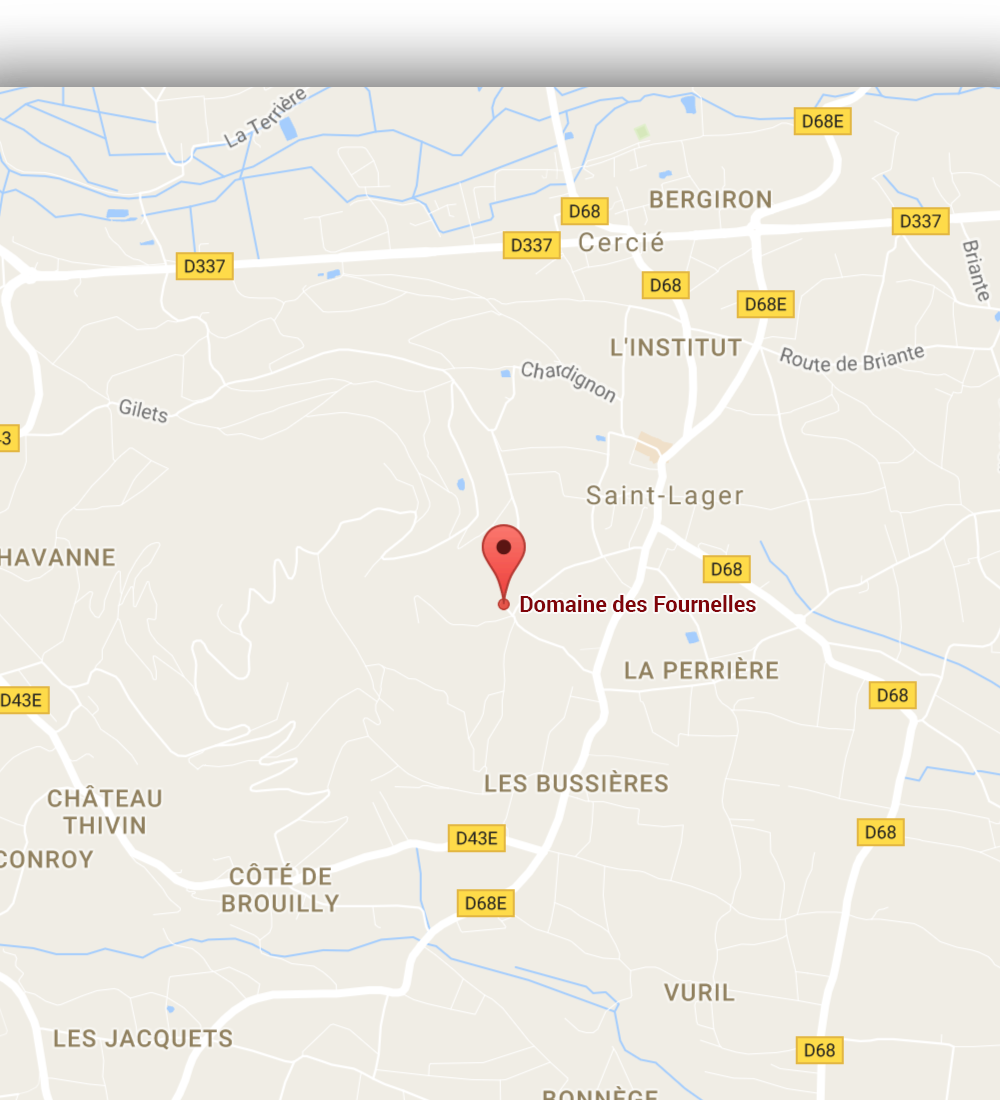 La Terrière
D68E
BERGIRON
D68
D337
D337
Cercié
D337
Briante
D68
D68E
L'INSTITUT
Route de Briante
Chardignon
Gilets
Saint-Lager
HAVANNE
D68
Domaine des Fournelles
LA PERRIÈRE
D43E
D68
LES BUSSIÈRES
CHÂTEAU
THIVIN
D43E
D68
CONROY
CÔTÉ DE
BROUILLY
D68E
VURIL
LES JACQUETS
D68
BONNÈGE